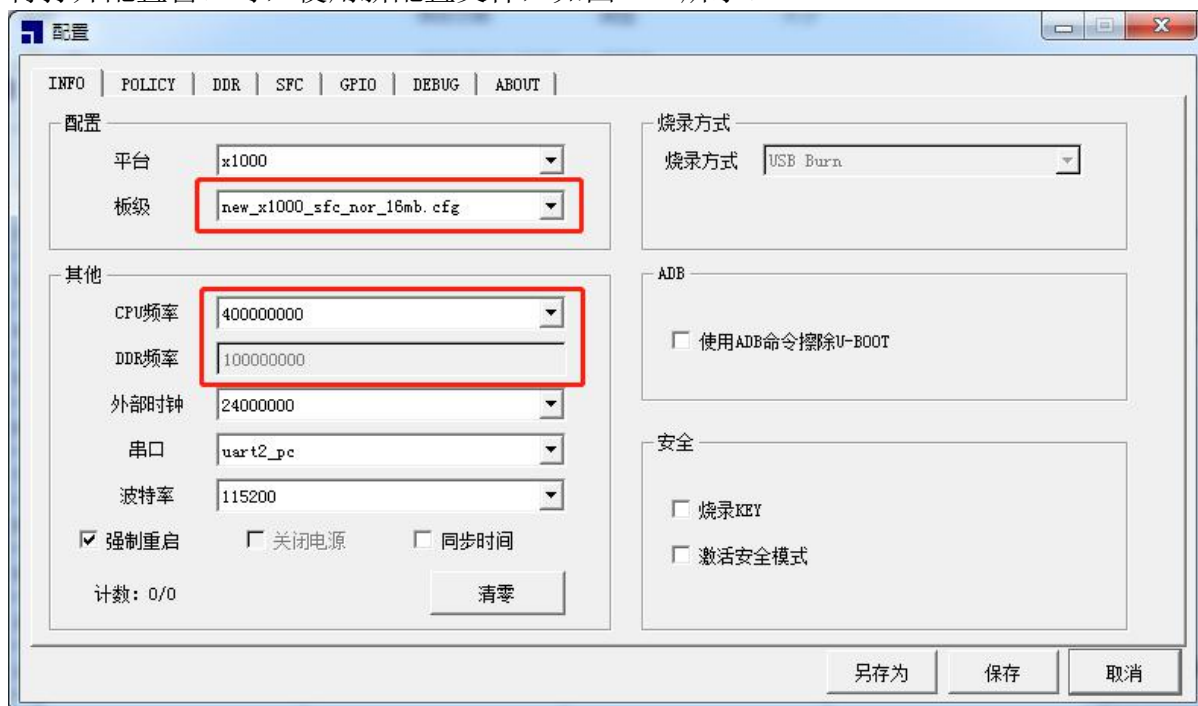 配置
INFO POLICY DDR SFC GPIO DEBUG ABOUT
配置
平台 x1000
板级 new_x1000_sfc_nor_16mb.cfg
其他
CPU频率 400000000
DDR频率 100000000
外部时钟 24000000
串口 uart2_pc
波特率 115200
强制重启 关闭电源 同步时间
计数: 0/0 清零
烧录方式
烧录方式 USB Burn
ADB
使用ADB命令擦除U-BOOT
安全
烧录KEY
激活安全模式
另存为 保存 取消